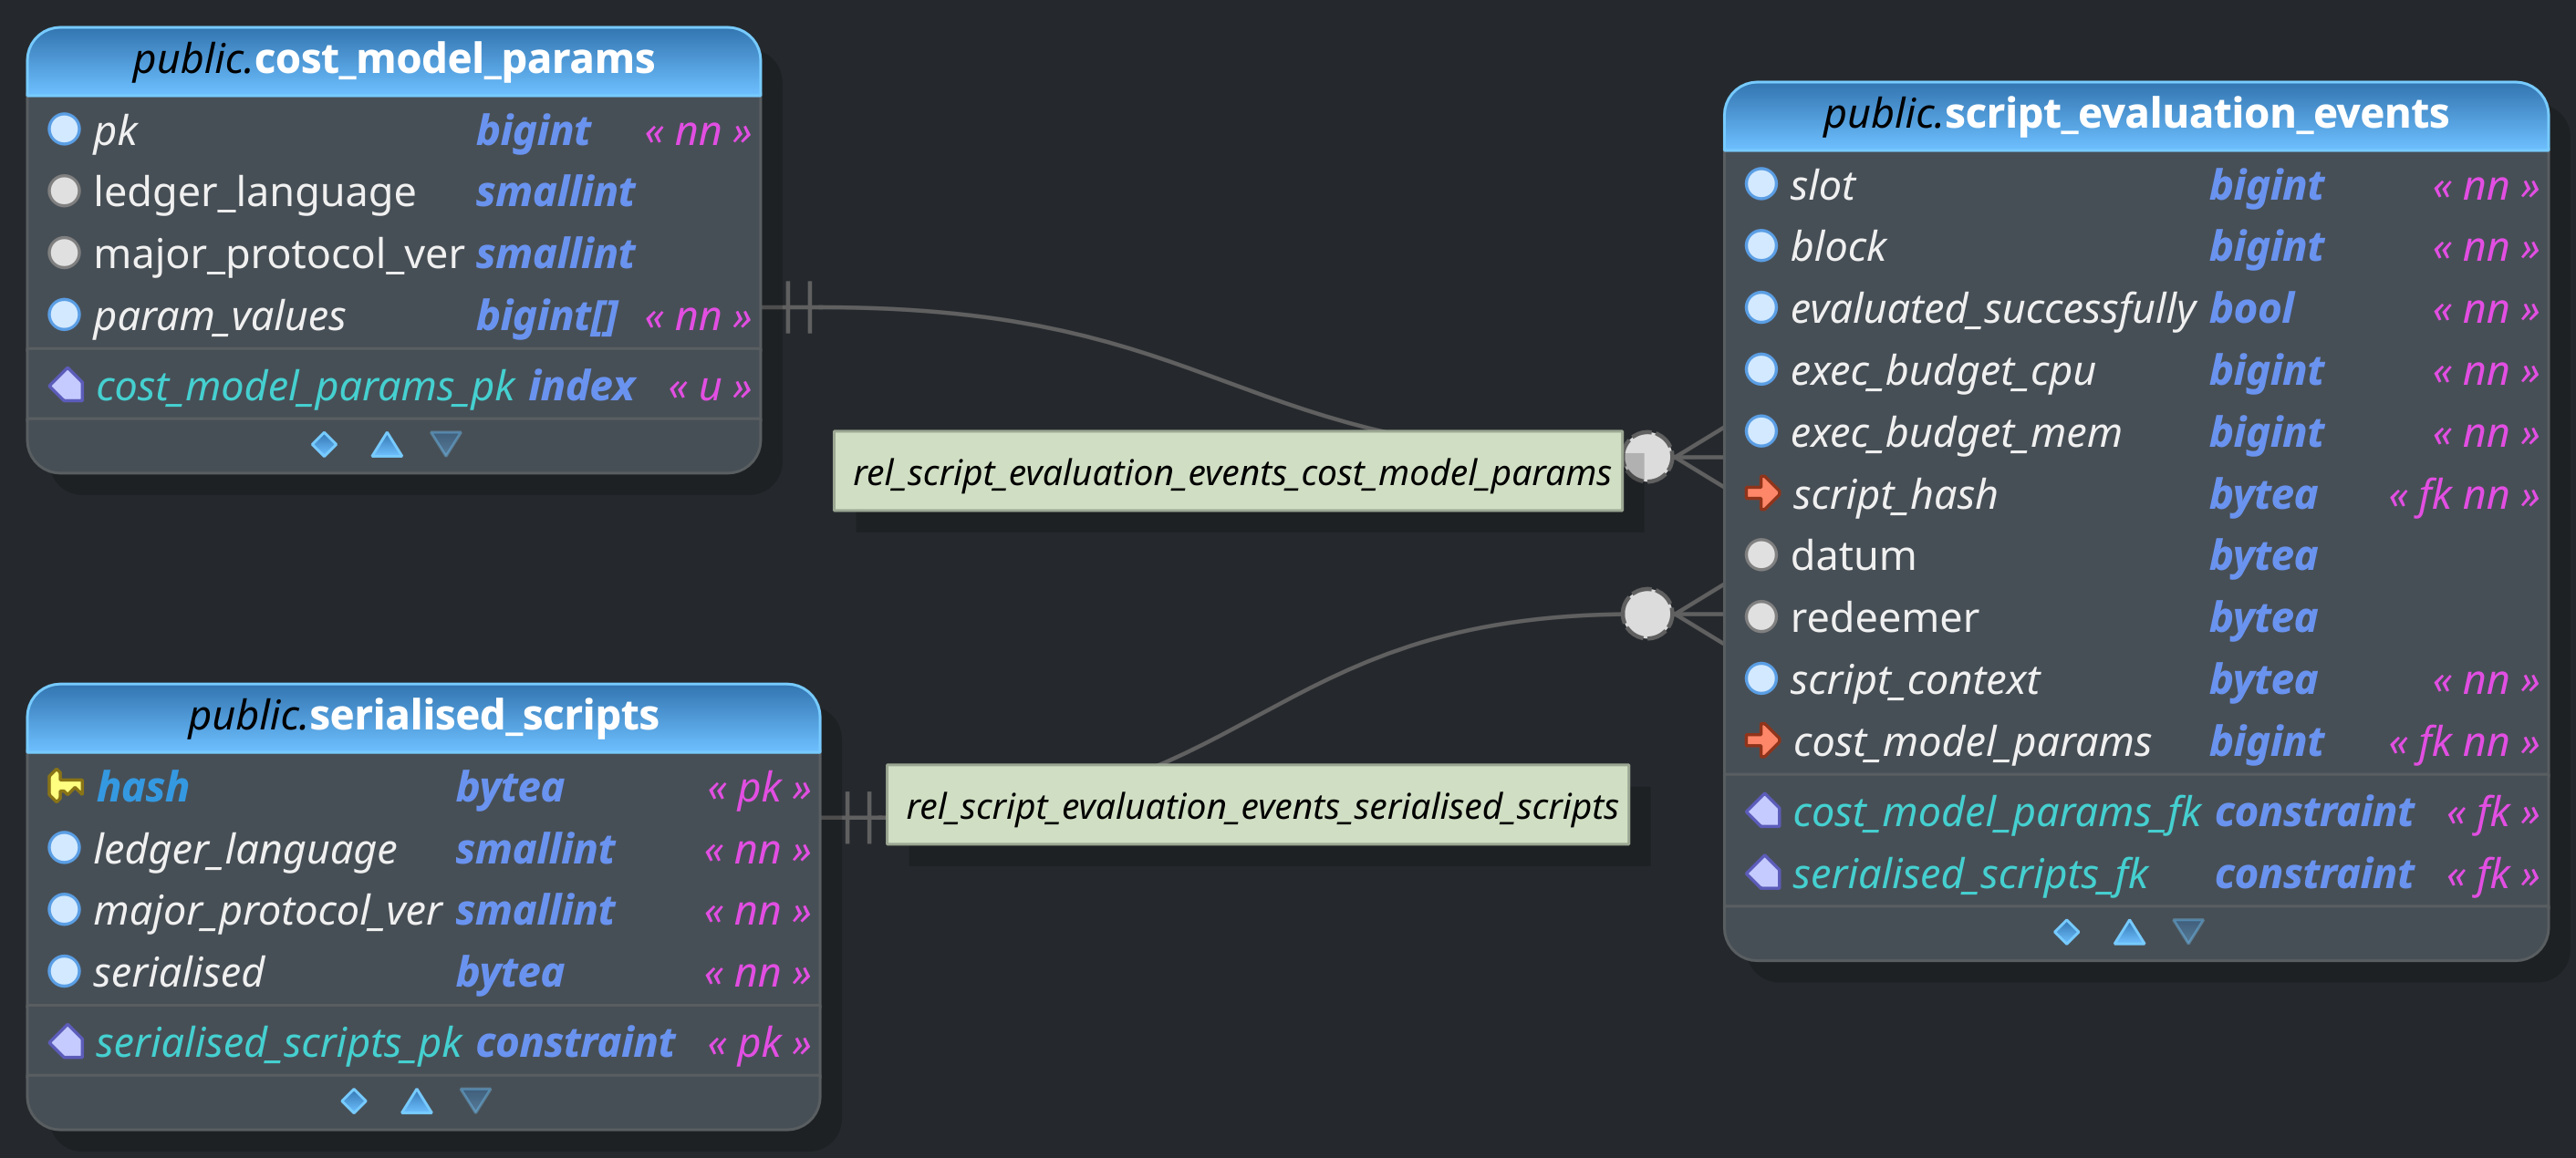 public.cost_model_params
pk bigint « nn »
ledger_language smallint
major_protocol_ver smallint
param_values bigint[] « nn »
cost_model_params_pk index « u »
rel_script_evaluation_events_cost_model_params
public.serialised_scripts
hash bytea « pk »
ledger_language smallint « nn »
major_protocol_ver smallint « nn »
serialised bytea « nn »
serialised_scripts_pk constraint « pk »
rel_script_evaluation_events_serialised_scripts
public.script_evaluation_events
slot bigint « nn »
block bigint « nn »
evaluated_successfully bool « nn »
exec_budget_cpu bigint « nn »
exec_budget_mem bigint « nn »
script_hash bytea « fk nn »
datum bytea
redeemer bytea
script_context bytea « nn »
cost_model_params bigint « fk nn »
cost_model_params_fk constraint « fk »
serialised_scripts_fk constraint « fk »